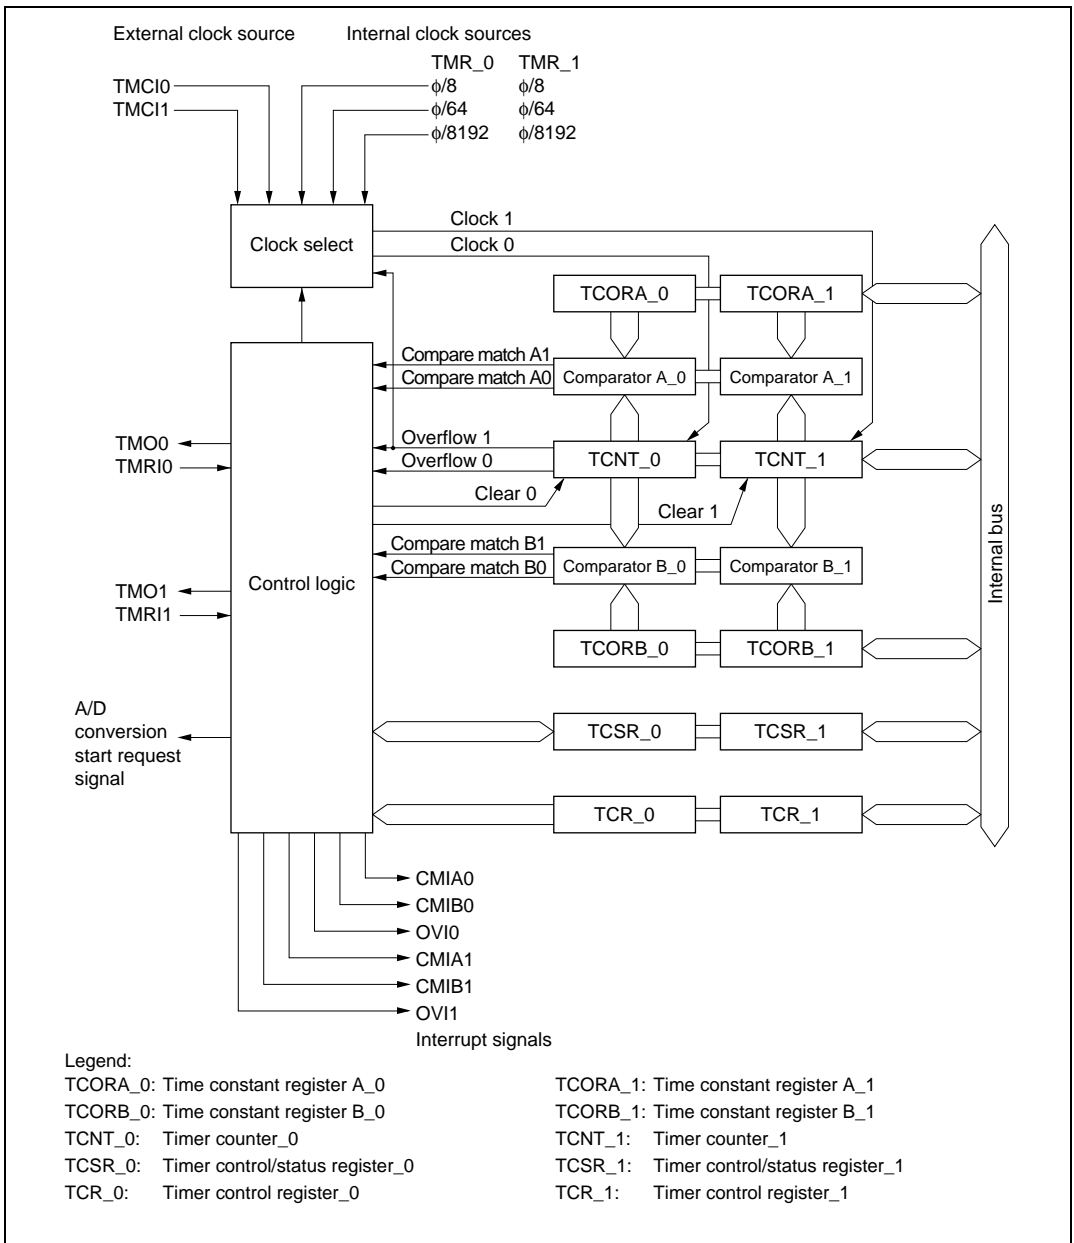 External clock source
Internal clock sources
TMR_0 TMR_1
TMCI0
ϕ/8 ϕ/8
TMCI1
ϕ/64 ϕ/64
ϕ/8192 ϕ/8192
Clock select
Clock 1
Clock 0
TCORA_0
TCORA_1
Compare match A1
Compare match A0
Comparator A_0
Comparator A_1
TMO0
TMRI0
Overflow 1
Overflow 0
TCNT_0
TCNT_1
Clear 0
Clear 1
Internal bus
Compare match B1
Compare match B0
Comparator B_0
Comparator B_1
Control logic
TMO1
TMRI1
TCORB_0
TCORB_1
A/D
conversion
start request
signal
TCSR_0
TCSR_1
TCR_0
TCR_1
CMIA0
CMIB0
OVI0
CMIA1
CMIB1
OVI1
Interrupt signals
Legend:
TCORA_0: Time constant register A_0
TCORB_0: Time constant register B_0
TCNT_0: Timer counter_0
TCSR_0: Timer control/status register_0
TCR_0: Timer control register_0
TCORA_1: Time constant register A_1
TCORB_1: Time constant register B_1
TCNT_1: Timer counter_1
TCSR_1: Timer control/status register_1
TCR_1: Timer control register_1